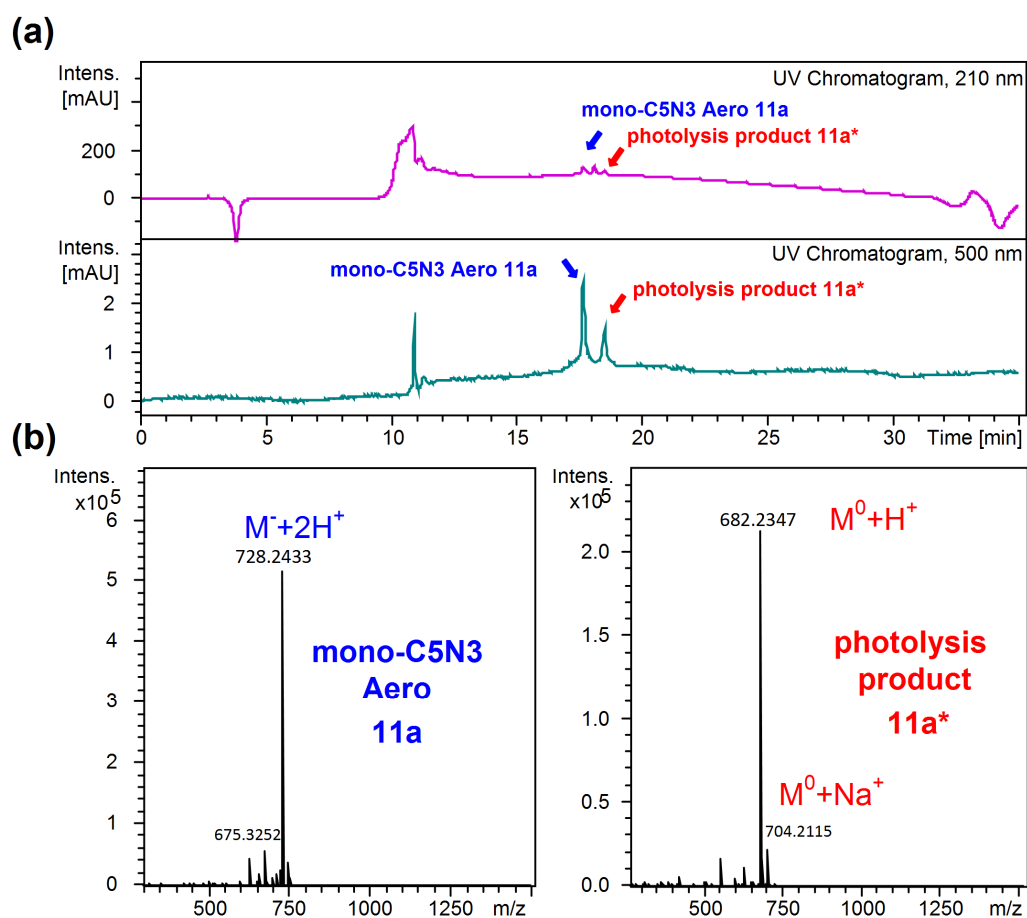 (a)
Intens.
[mAU]
UV Chromatogram, 210 nm
mono-C5N3 Aero 11a
photolysis product 11a*
200
0
Intens.
[mAU]
UV Chromatogram, 500 nm
mono-C5N3 Aero 11a
photolysis product 11a*
2
1
0
0 5 10 15 20 25 30 Time [min]
(b)
Intens.
x10⁵
M⁻+2H⁺
728.2433
6
5
4
3
2
1
0
mono-C5N3
Aero
11a
675.3252
500 750 1000 1250 m/z
Intens.
x10⁵
682.2347
M⁰+H⁺
2.0
1.5
1.0
0.5
0.0
photolysis
product
11a*
M⁰+Na⁺
704.2115
500 750 1000 1250 m/z